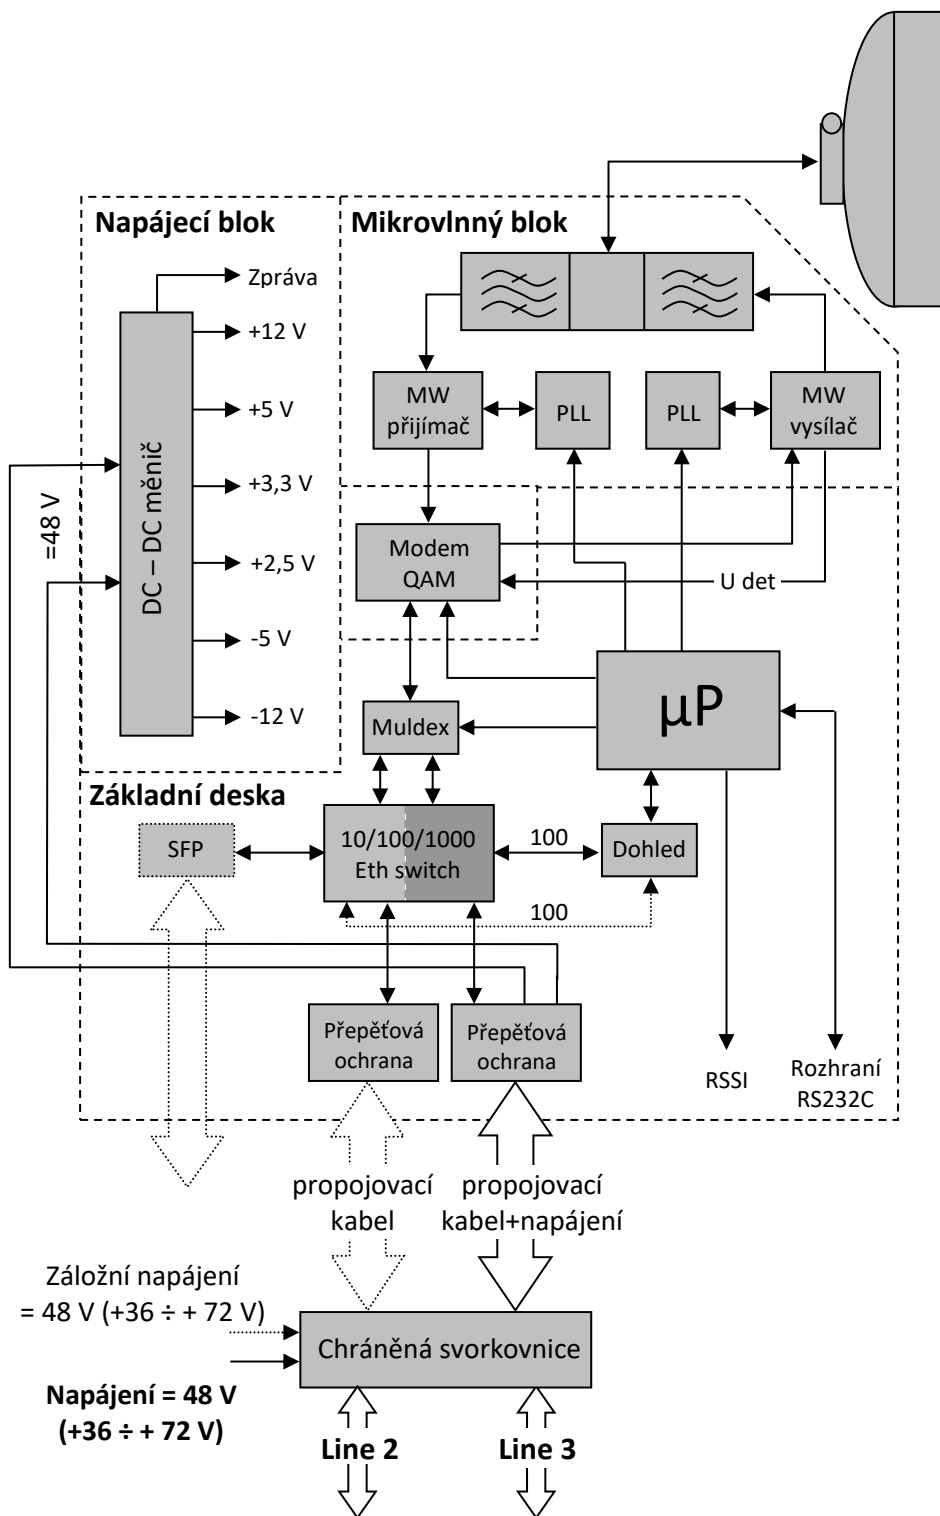 Napájecí blok
Mikrovlnný blok
Zpráva
+12 V
+5 V
+3,3 V
+2,5 V
-5 V
-12 V
DC – DC měnič
=48 V
MW
přijímač
PLL
PLL
MW
vysílač
Modem
QAM
U det
µP
Muldex
Základní deska
SFP
10/100/1000
Eth switch
100
Dohled
100
Přepěťová
ochrana
Přepěťová
ochrana
RSSI
Rozhraní
RS232C
propojovací
kabel
propojovací
kabel+napájení
Záložní napájení
= 48 V (+36 ÷ + 72 V)
Chráněná svorkovnice
Napájení = 48 V
(+36 ÷ + 72 V)
Line 2
Line 3